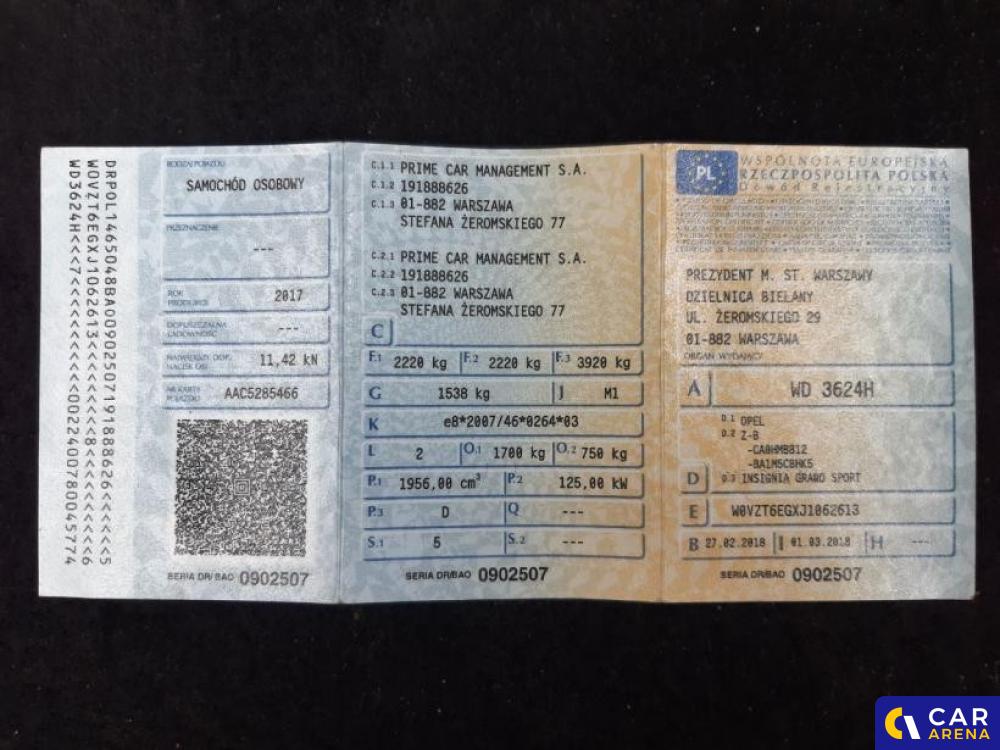 DRPOL1465048BAO0902507191888626<<<<<5
W0VZT6EGXJ1062613<<<<<<<<<8<<<<<<<<6
WD3624H<<<7<<<<<<<<<<<<0022400780045774
RODZAJ POJAZDU
SAMOCHÓD OSOBOWY
PRZEZNACZENIE
---
ROK PRODUKCJI
2017
DOPUSZCZALNA ŁADOWNOŚĆ
---
NAJWIĘKSZY DOP. NACISK OSI
11,42 kN
NR KARTY POJAZDU
AAC5285466
SERIA DR/BAO 0902507
C.1.1 PRIME CAR MANAGEMENT S.A.
C.1.2 191888626
C.1.3 01-882 WARSZAWA
STEFANA ŻEROMSKIEGO 77
C.2.1 PRIME CAR MANAGEMENT S.A.
C.2.2 191888626
C.2.3 01-882 WARSZAWA
STEFANA ŻEROMSKIEGO 77
C
F.1 2220 kg F.2 2220 kg F.3 3920 kg
G 1538 kg J M1
K e8*2007/46*0264*03
L 2 O.1 1700 kg O.2 750 kg
P.1 1956,00 cm³ P.2 125,00 kW
P.3 D Q ---
S.1 5 S.2 ---
SERIA DR/BAO 0902507
PL
WSPÓLNOTA EUROPEJSKA
RZECZPOSPOLITA POLSKA
Dowód Rejestracyjny
PREZYDENT M. ST. WARSZAWY
DZIELNICA BIELANY
UL. ŻEROMSKIEGO 29
01-882 WARSZAWA
ORGAN WYDAJĄCY
A WD 3624H
D.1 OPEL
D.2 Z-B
-CA0HMB812
-BA1M5CBHK5
D D.3 INSIGNIA GRAND SPORT
E W0VZT6EGXJ1062613
B 27.02.2018 I 01.03.2018 H ---
SERIA DR/BAO 0902507
CAR
ARENA